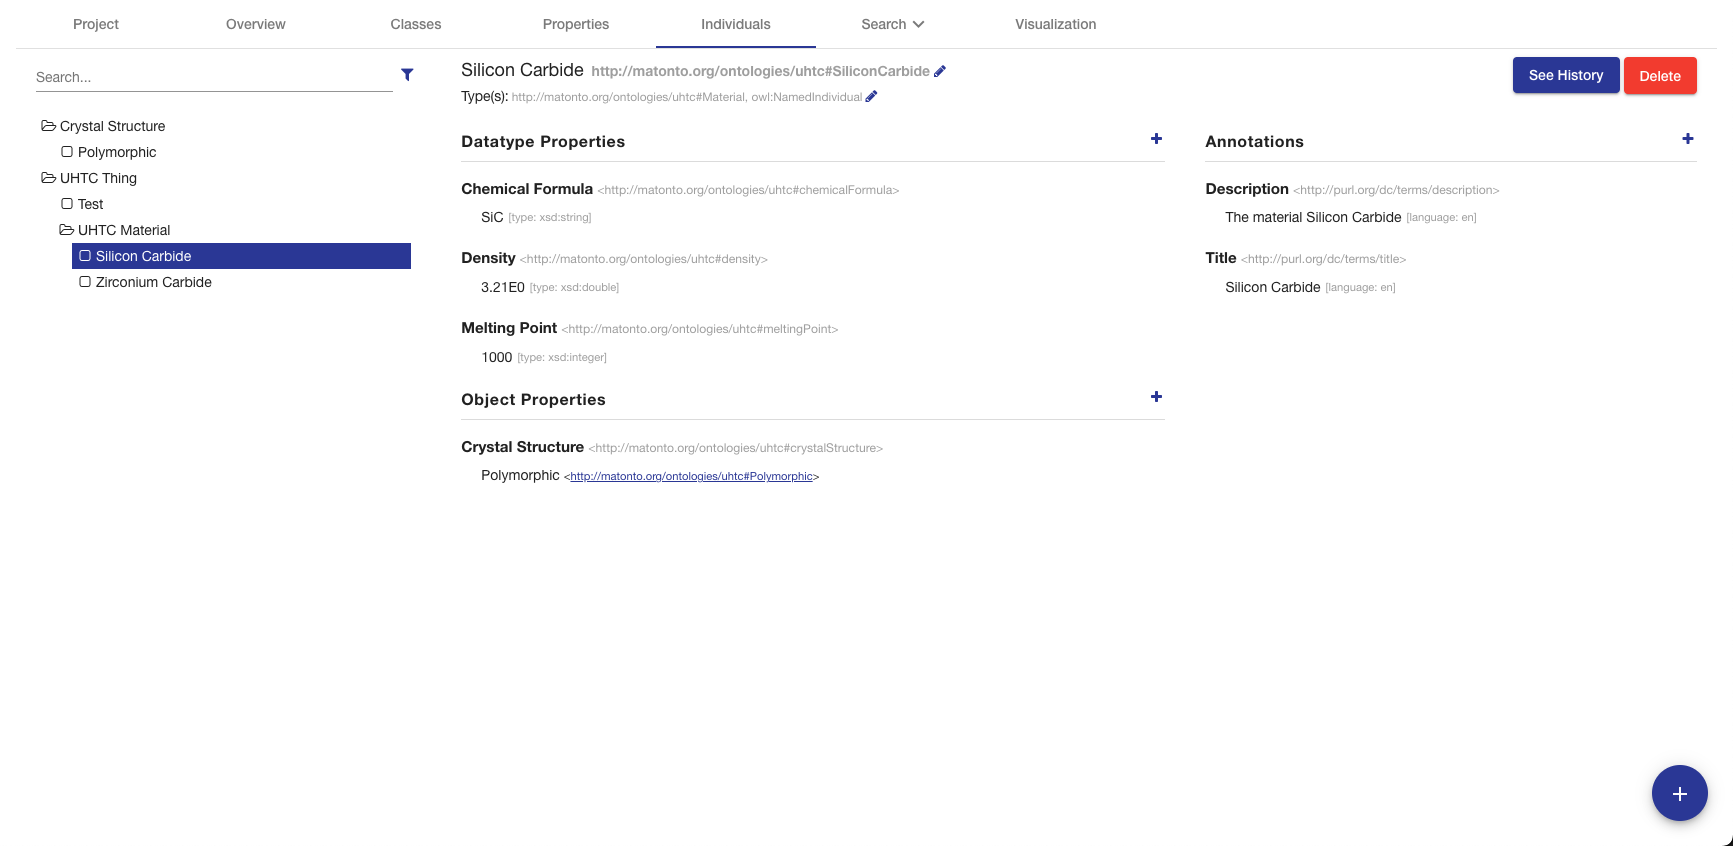 Project Overview Classes Properties Individuals Search Visualization
Search...
Crystal Structure
Polymorphic
UHTC Thing
Test
UHTC Material
Silicon Carbide
Zirconium Carbide
Silicon Carbide http://matonto.org/ontologies/uhtc#SiliconCarbide
Type(s): http://matonto.org/ontologies/uhtc#Material, owl:NamedIndividual
See History Delete
Datatype Properties
Chemical Formula <http://matonto.org/ontologies/uhtc#chemicalFormula>
SiC [type: xsd:string]
Density <http://matonto.org/ontologies/uhtc#density>
3.21E0 [type: xsd:double]
Melting Point <http://matonto.org/ontologies/uhtc#meltingPoint>
1000 [type: xsd:integer]
Object Properties
Crystal Structure <http://matonto.org/ontologies/uhtc#crystalStructure>
Polymorphic <http://matonto.org/ontologies/uhtc#Polymorphic>
Annotations
Description <http://purl.org/dc/terms/description>
The material Silicon Carbide [language: en]
Title <http://purl.org/dc/terms/title>
Silicon Carbide [language: en]